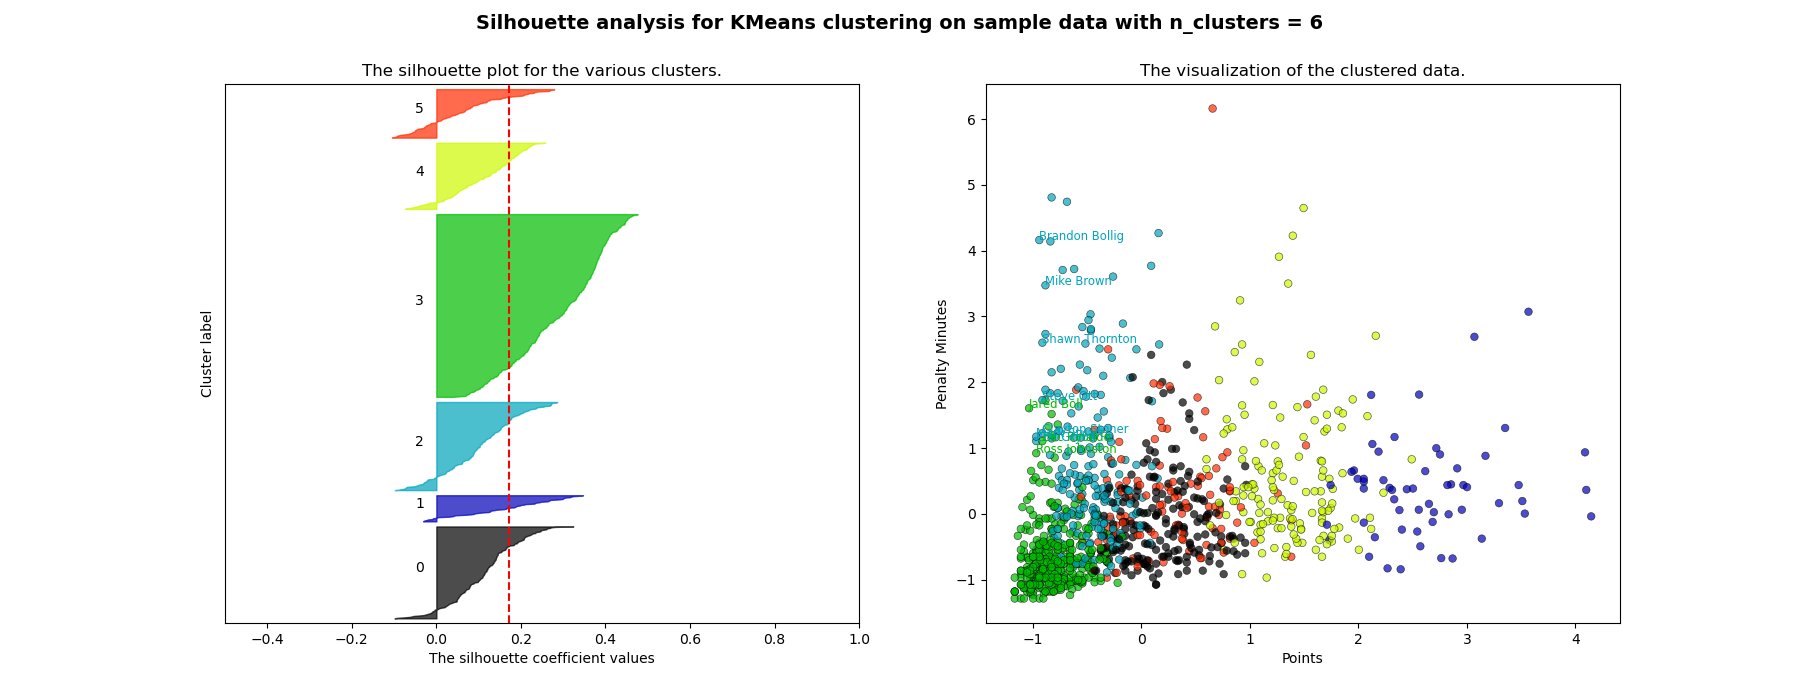 Silhouette analysis for KMeans clustering on sample data with n_clusters = 6
The silhouette plot for the various clusters.
5
4
3
2
1
0
Cluster label
−0.4 −0.2 0.0 0.2 0.4 0.6 0.8 1.0
The silhouette coefficient values
The visualization of the clustered data.
6
5
4
3
2
1
0
−1
Penalty Minutes
Brandon Bollig
Mike Brown
Shawn Thornton
Steve Ott
Jared Boll
Ross Johnston
−1 0 1 2 3 4
Points